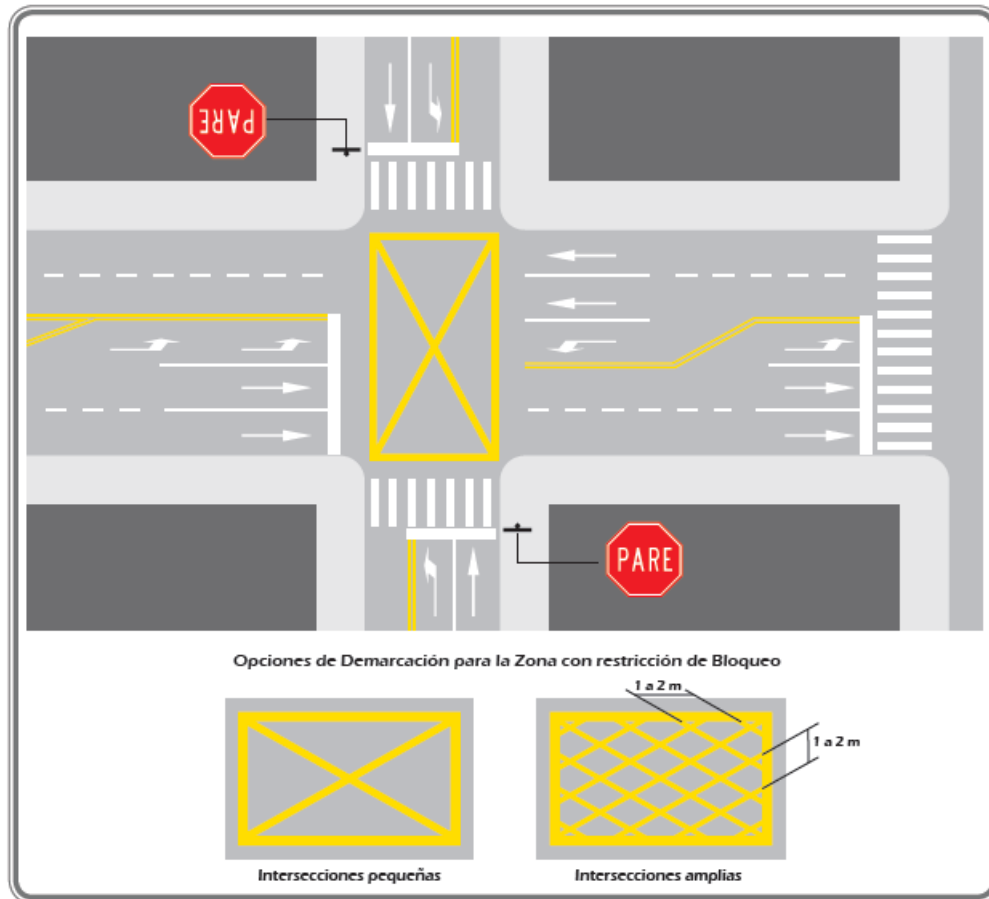 PARE
PARE
Opciones de Demarcación para la Zona con restricción de Bloqueo
1 a 2 m
1 a 2 m
Intersecciones pequeñas
Intersecciones amplias